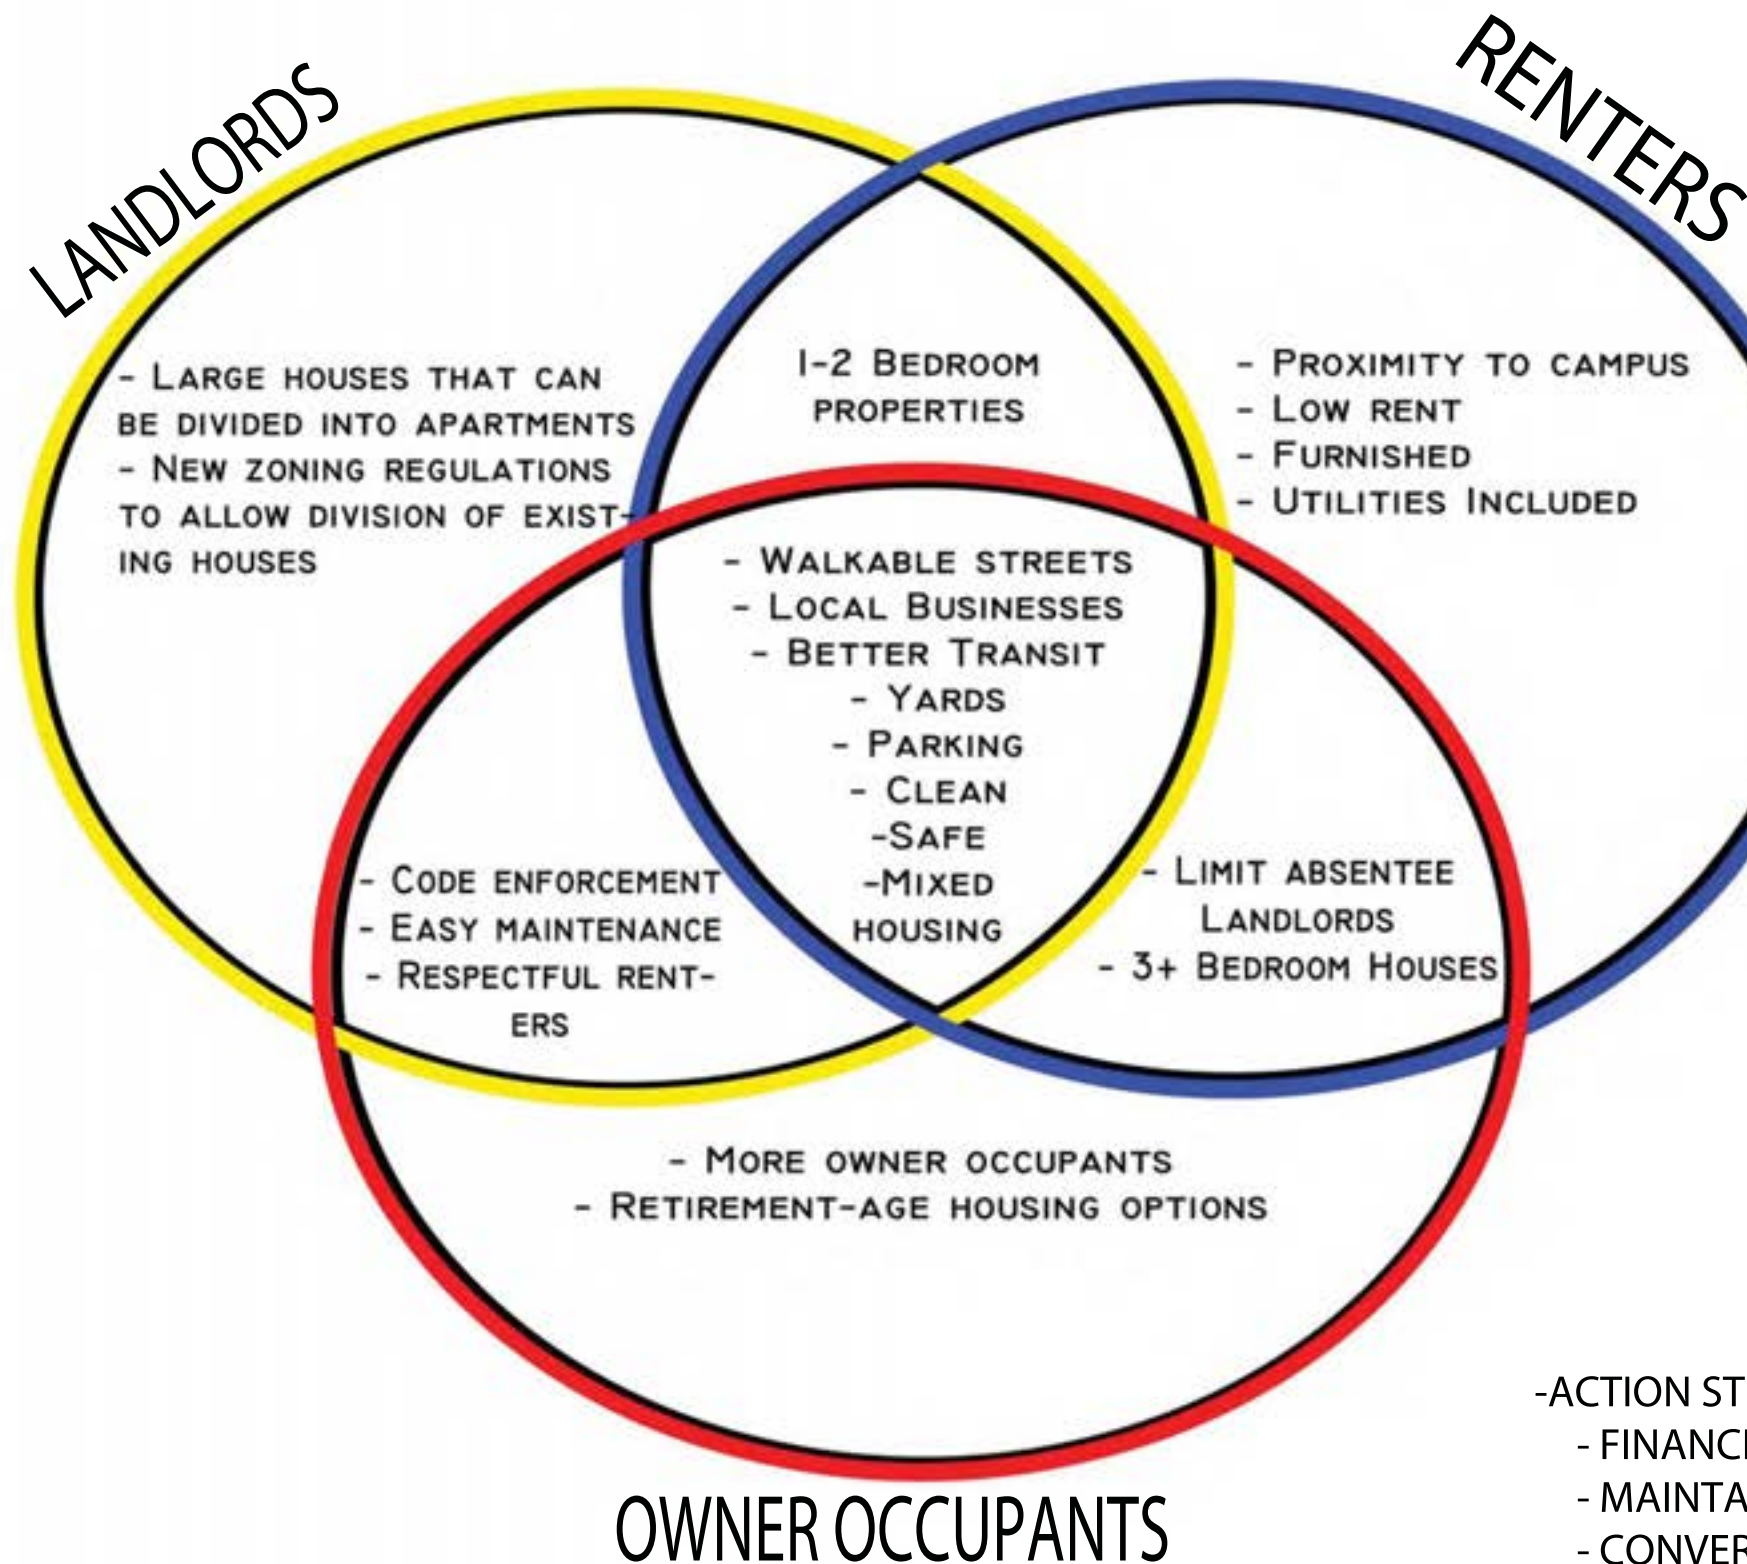 LANDLORDS
RENTERS
- LARGE HOUSES THAT CAN
BE DIVIDED INTO APARTMENTS
- NEW ZONING REGULATIONS
TO ALLOW DIVISION OF EXIST-
ING HOUSES
1-2 BEDROOM
PROPERTIES
- PROXIMITY TO CAMPUS
- LOW RENT
- FURNISHED
- UTILITIES INCLUDED
- WALKABLE STREETS
- LOCAL BUSINESSES
- BETTER TRANSIT
- YARDS
- PARKING
- CLEAN
-SAFE
-MIXED
HOUSING
- CODE ENFORCEMENT
- EASY MAINTENANCE
- RESPECTFUL RENT-
ERS
- LIMIT ABSENTEE
LANDLORDS
- 3+ BEDROOM HOUSES
- MORE OWNER OCCUPANTS
- RETIREMENT-AGE HOUSING OPTIONS
OWNER OCCUPANTS
-ACTION